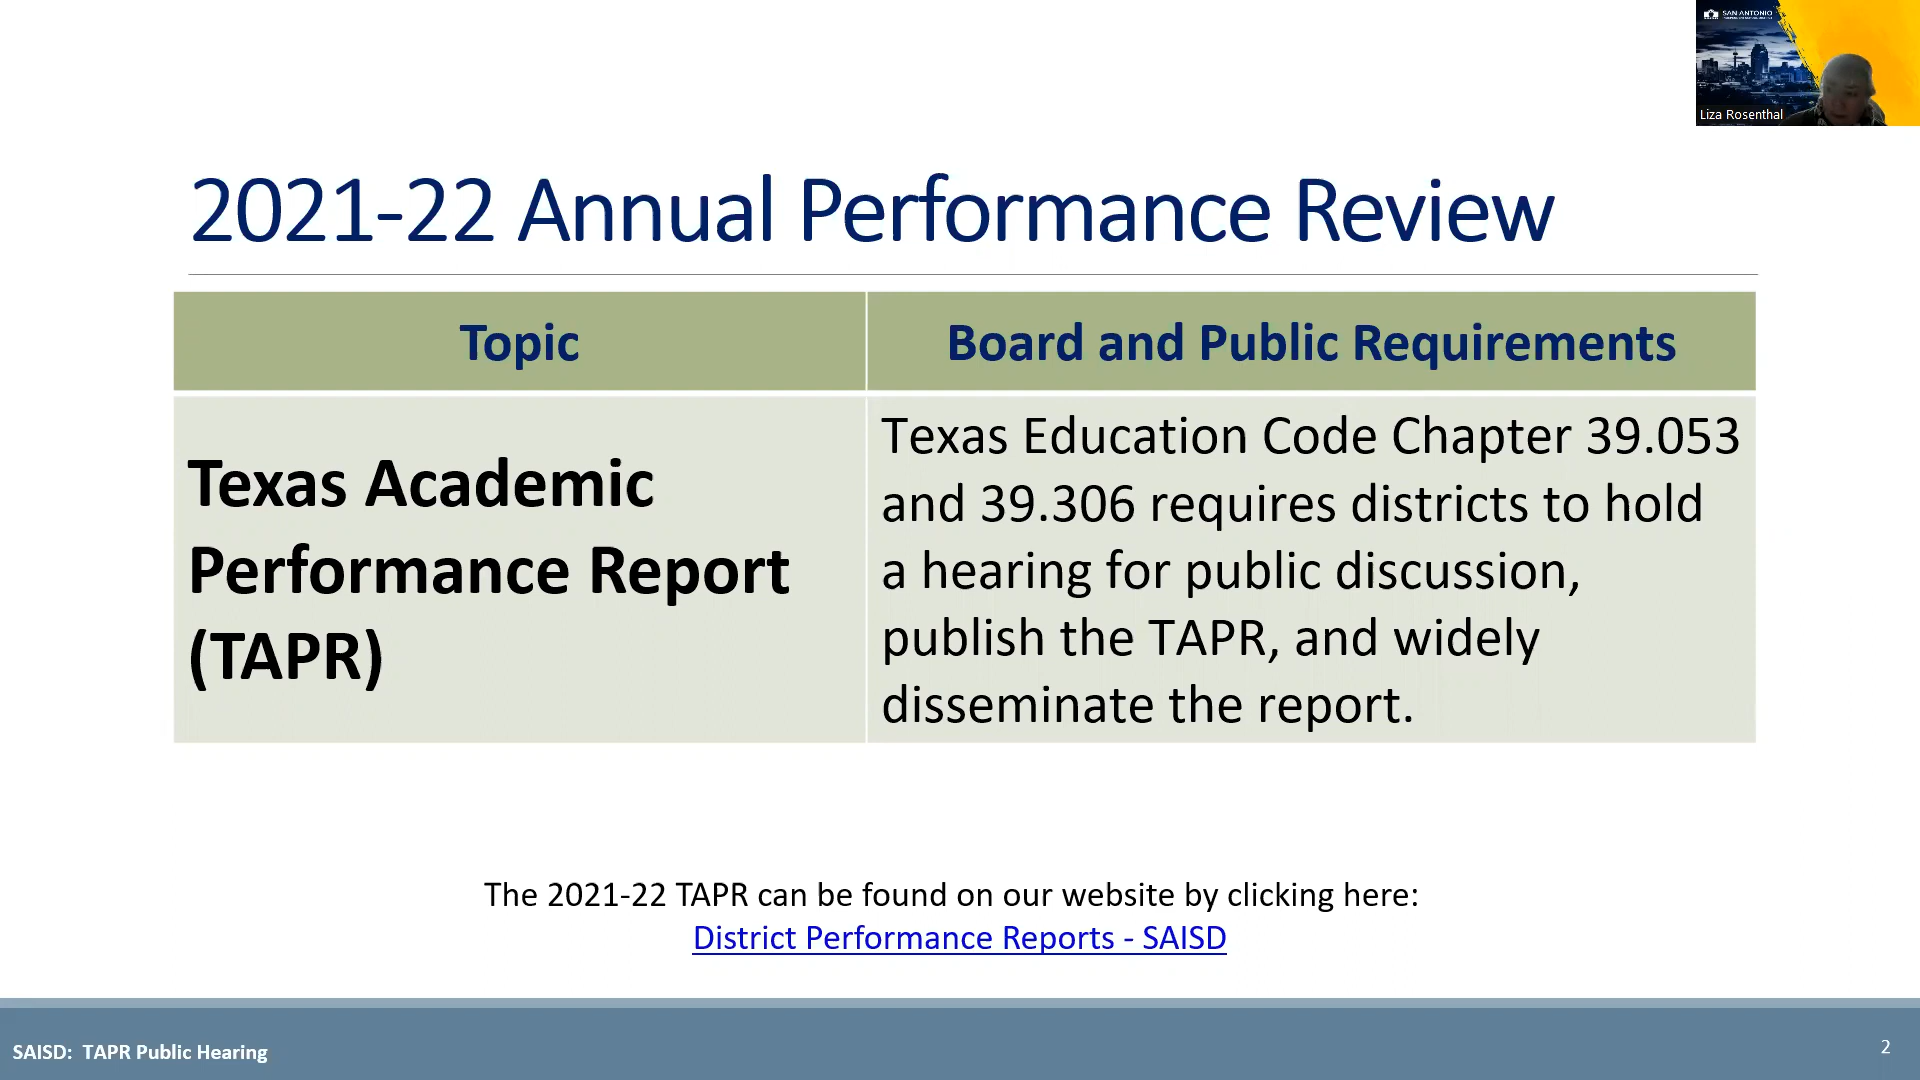 SAN ANTONIO
Liza Rosenthal
2021-22 Annual Performance Review
Topic
Board and Public Requirements
Texas Academic
Performance Report
(TAPR)
Texas Education Code Chapter 39.053
and 39.306 requires districts to hold
a hearing for public discussion,
publish the TAPR, and widely
disseminate the report.
The 2021-22 TAPR can be found on our website by clicking here:
District Performance Reports - SAISD
SAISD:  TAPR Public Hearing
2